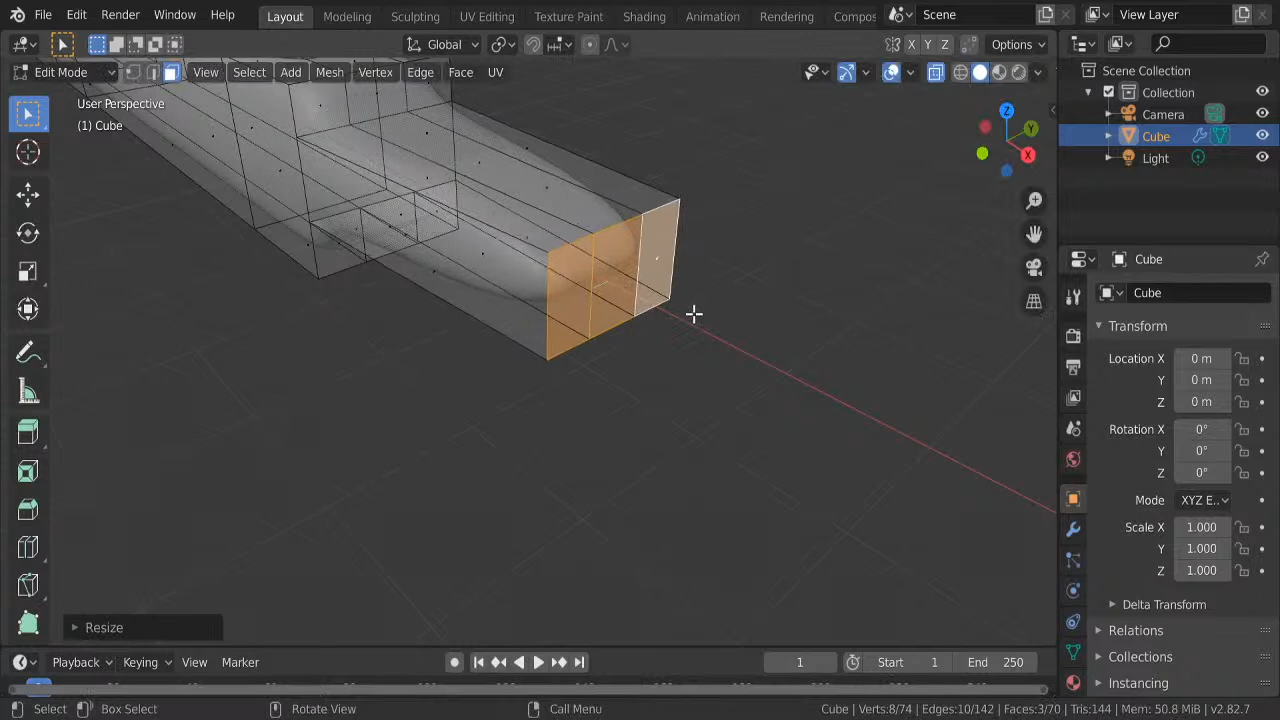 File Edit Render Window Help Layout Modeling Sculpting UV Editing Texture Paint Shading Animation Rendering Compos Scene View Layer
Global X Y Z Options
Edit Mode View Select Add Mesh Vertex Edge Face UV
User Perspective
(1) Cube
Z
Y
X
Resize
Scene Collection
Collection
Camera
Cube
Light
Cube
Cube
Transform
Location X 0 m
Y 0 m
Z 0 m
Rotation X 0°
Y 0°
Z 0°
Mode XYZ E..
Scale X 1.000
Y 1.000
Z 1.000
Delta Transform
Relations
Collections
Instancing
Playback Keying View Marker 1 Start 1 End 250
Select Box Select Rotate View Call Menu Cube | Verts:8/74 | Edges:10/142 | Faces:3/70 | Tris:144 | Mem: 50.8 MiB | v2.82.7